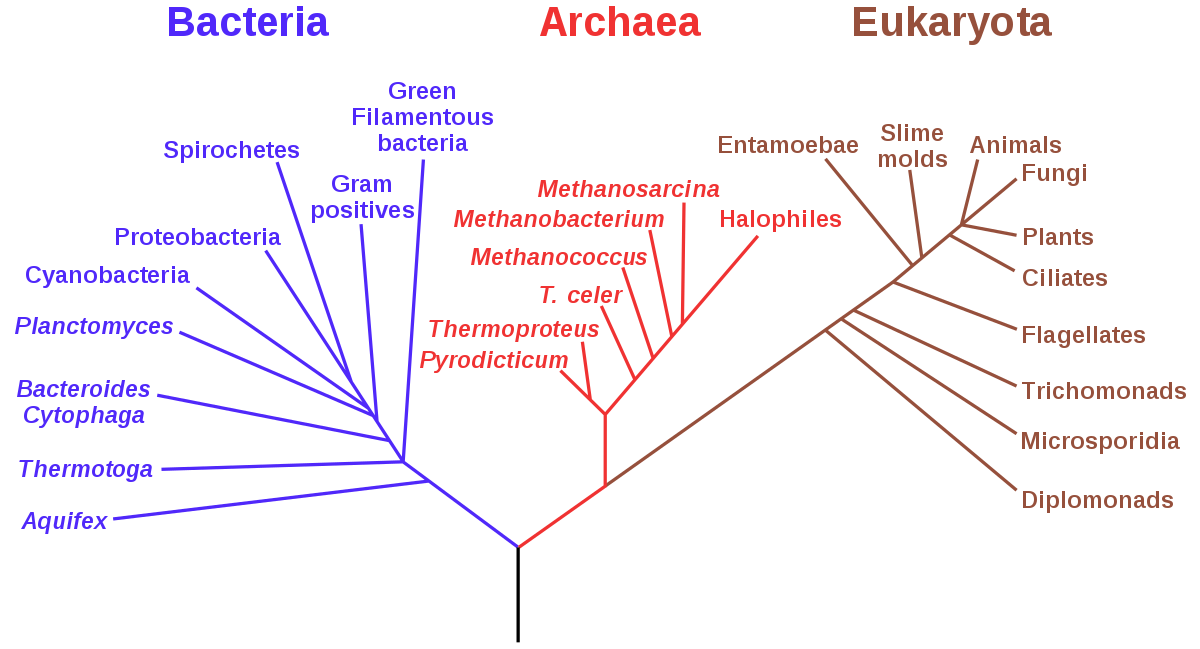 Bacteria
Archaea
Eukaryota
Green
Filamentous
bacteria
Spirochetes
Gram
positives
Proteobacteria
Cyanobacteria
Planctomyces
Bacteroides
Cytophaga
Thermotoga
Aquifex
Methanosarcina
Methanobacterium
Halophiles
Methanococcus
T. celer
Thermoproteus
Pyrodicticum
Entamoebae
Slime
molds
Animals
Fungi
Plants
Ciliates
Flagellates
Trichomonads
Microsporidia
Diplomonads